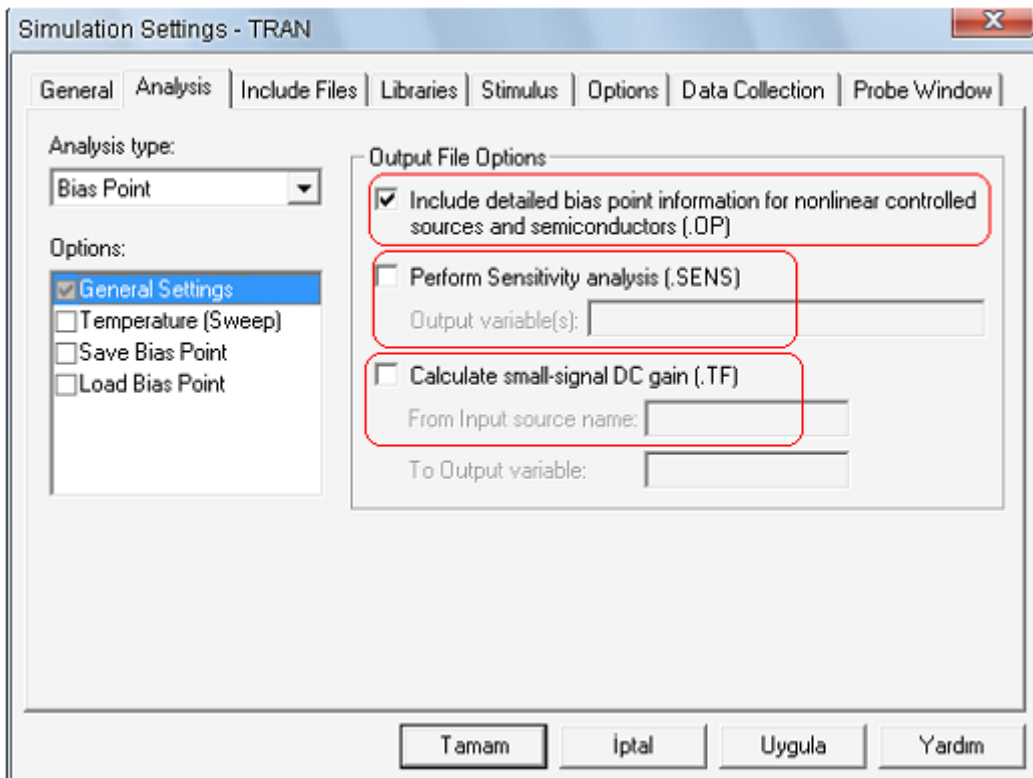 Simulation Settings - TRAN
General Analysis Include Files Libraries Stimulus Options Data Collection Probe Window
Analysis type:
Bias Point
Options:
General Settings
Temperature (Sweep)
Save Bias Point
Load Bias Point
Output File Options
Include detailed bias point information for nonlinear controlled
sources and semiconductors (.OP)
Perform Sensitivity analysis (.SENS)
Output variable(s):
Calculate small-signal DC gain (.TF)
From Input source name:
To Output variable:
Tamam İptal Uygula Yardım